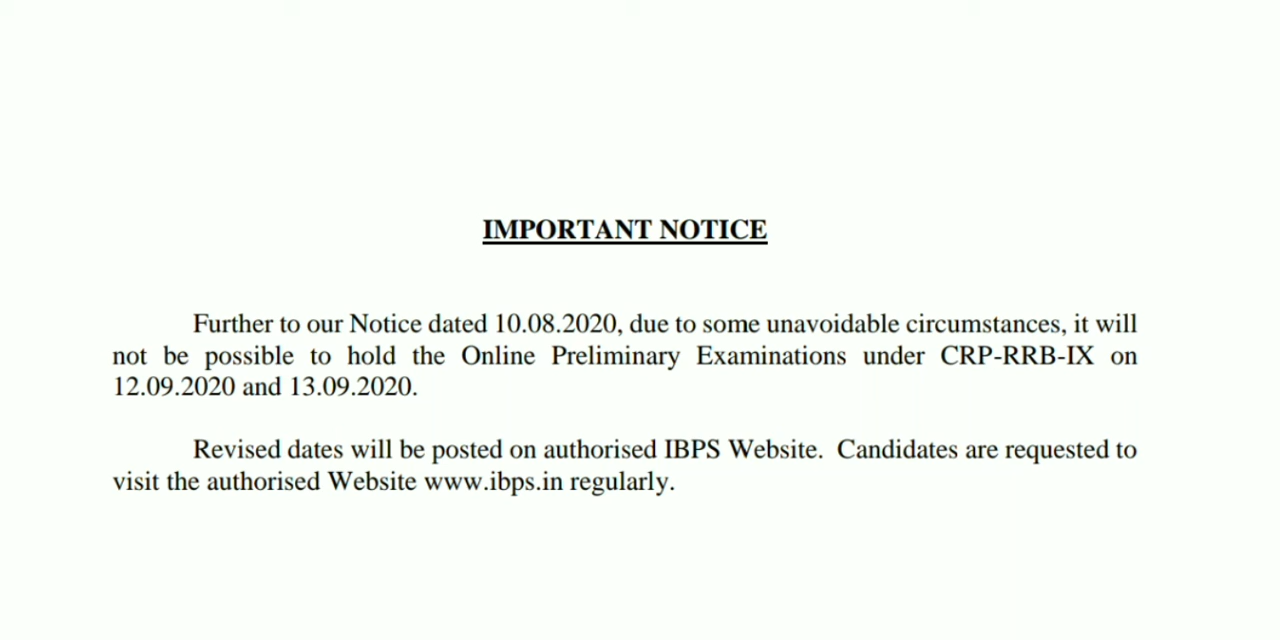 IMPORTANT NOTICE
Further to our Notice dated 10.08.2020, due to some unavoidable circumstances, it will
not be possible to hold the Online Preliminary Examinations under CRP-RRB-IX on
12.09.2020 and 13.09.2020.
Revised dates will be posted on authorised IBPS Website. Candidates are requested to
visit the authorised Website www.ibps.in regularly.